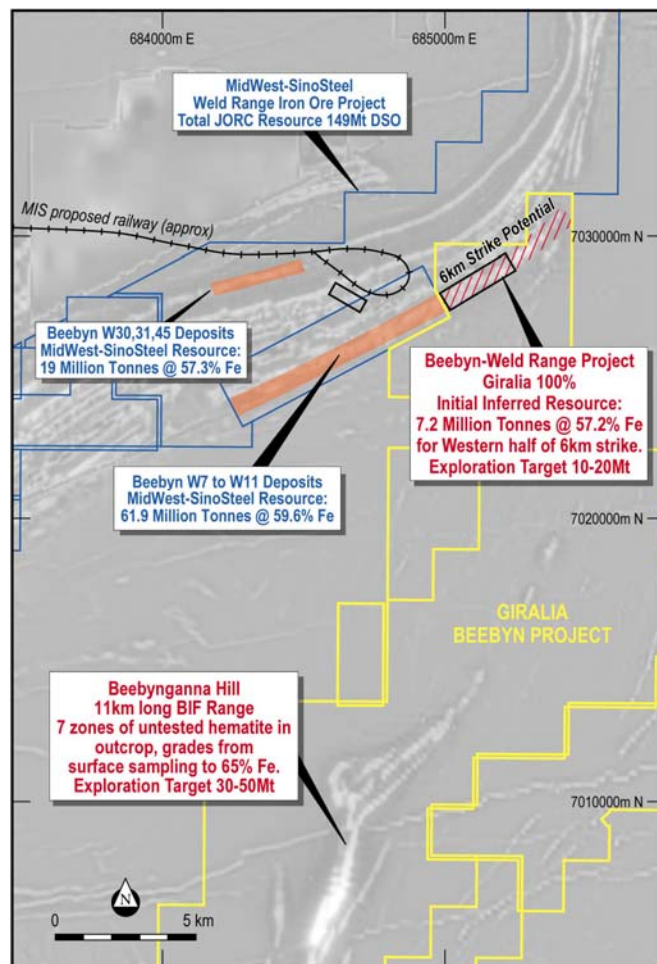 684000m E
685000m E
MidWest-SinoSteel
Weld Range Iron Ore Project
Total JORC Resource 149Mt DSO
MIS proposed railway (approx)
7030000m N
6km Strike Potential
Beebyn W30,31,45 Deposits
MidWest-SinoSteel Resource:
19 Million Tonnes @ 57.3% Fe
Beebyn-Weld Range Project
Giralia 100%
Initial Inferred Resource:
7.2 Million Tonnes @ 57.2% Fe
for Western half of 6km strike.
Exploration Target 10-20Mt
Beebyn W7 to W11 Deposits
MidWest-SinoSteel Resource:
61.9 Million Tonnes @ 59.6% Fe
7020000m N
GIRALIA
BEEBYN PROJECT
Beebynganna Hill
11km long BIF Range
7 zones of untested hematite in
outcrop, grades from
surface sampling to 65% Fe.
Exploration Target 30-50Mt
7010000m N
N
0
5 km